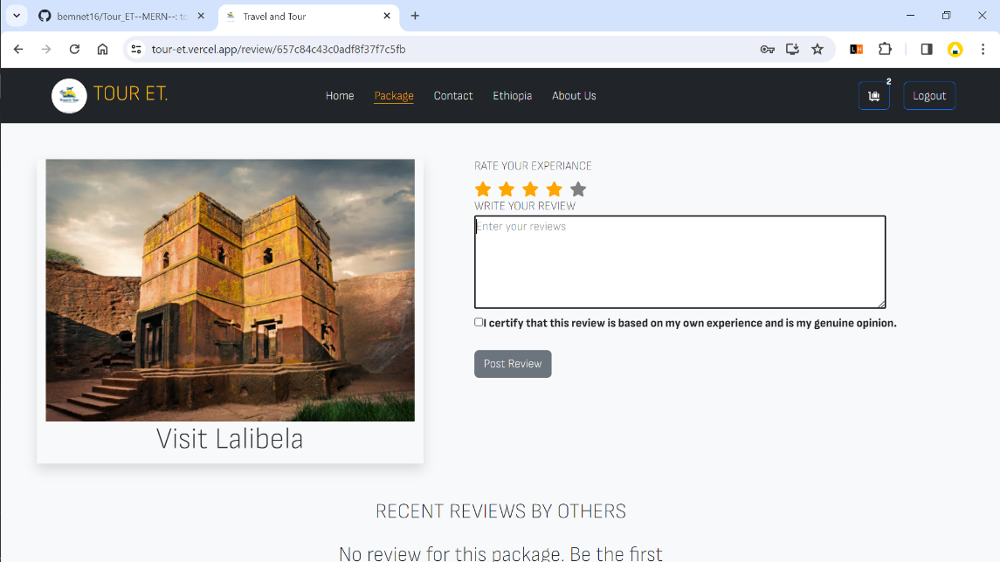 bemnet16/Tour_ET--MERN--: to
Travel and Tour
tour-et.vercel.app/review/657c84c43c0adf8f37f7c5fb
TOUR ET.
Home
Package
Contact
Ethiopia
About Us
2
Logout
RATE YOUR EXPERIANCE
WRITE YOUR REVIEW
Enter your reviews
I certify that this review is based on my own experience and is my genuine opinion.
Post Review
Visit Lalibela
RECENT REVIEWS BY OTHERS
No review for this package. Be the first